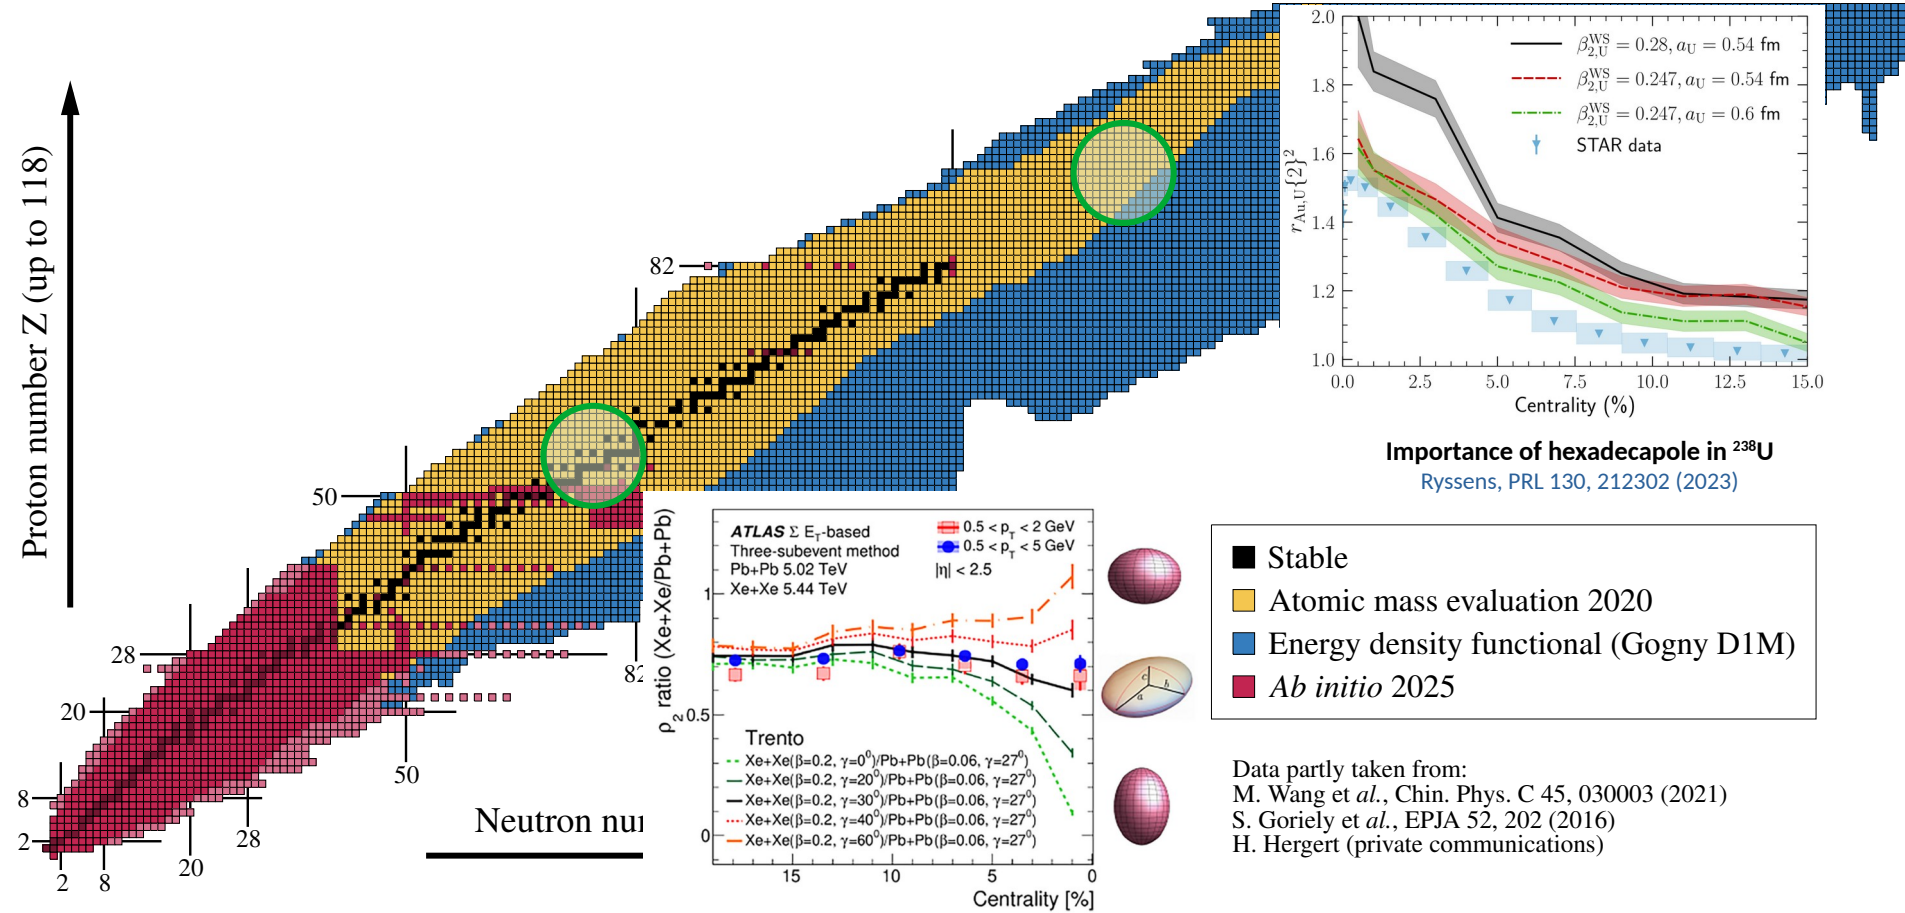 Proton number Z (up to 118)
82
50
28
20
8
2
2
8
20
28
50
82
Neutron nu
2.0
1.8
1.6
1.4
1.2
1.0
r_{Au,U}{2}²
β_{2,U}^{WS} = 0.28, a_U = 0.54 fm
β_{2,U}^{WS} = 0.247, a_U = 0.54 fm
β_{2,U}^{WS} = 0.247, a_U = 0.6 fm
STAR data
0.0 2.5 5.0 7.5 10.0 12.5 15.0
Centrality (%)
Importance of hexadecapole in ²³⁸U
Ryssens, PRL 130, 212302 (2023)
ρ₂ ratio (Xe+Xe/Pb+Pb)
1
0.5
0
ATLAS Σ E_T-based
Three-subevent method
Pb+Pb 5.02 TeV
Xe+Xe 5.44 TeV
0.5 < p_T < 2 GeV
0.5 < p_T < 5 GeV
|η| < 2.5
Trento
Xe+Xe(β=0.2, γ=0⁰)/Pb+Pb(β=0.06, γ=27⁰)
Xe+Xe(β=0.2, γ=20⁰)/Pb+Pb(β=0.06, γ=27⁰)
Xe+Xe(β=0.2, γ=30⁰)/Pb+Pb(β=0.06, γ=27⁰)
Xe+Xe(β=0.2, γ=40⁰)/Pb+Pb(β=0.06, γ=27⁰)
Xe+Xe(β=0.2, γ=60⁰)/Pb+Pb(β=0.06, γ=27⁰)
15 10 5 0
Centrality [%]
c
b
a
Stable
Atomic mass evaluation 2020
Energy density functional (Gogny D1M)
Ab initio 2025
Data partly taken from:
M. Wang et al., Chin. Phys. C 45, 030003 (2021)
S. Goriely et al., EPJA 52, 202 (2016)
H. Hergert (private communications)